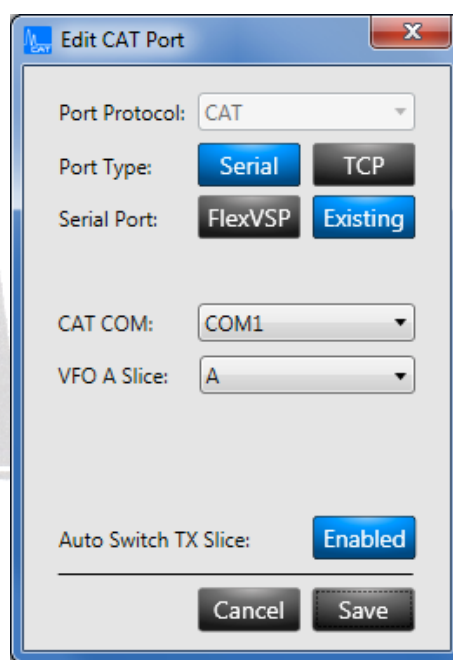 CAT Edit CAT Port X
Port Protocol: CAT
Port Type: Serial TCP
Serial Port: FlexVSP Existing
CAT COM: COM1
VFO A Slice: A
Auto Switch TX Slice: Enabled
Cancel Save